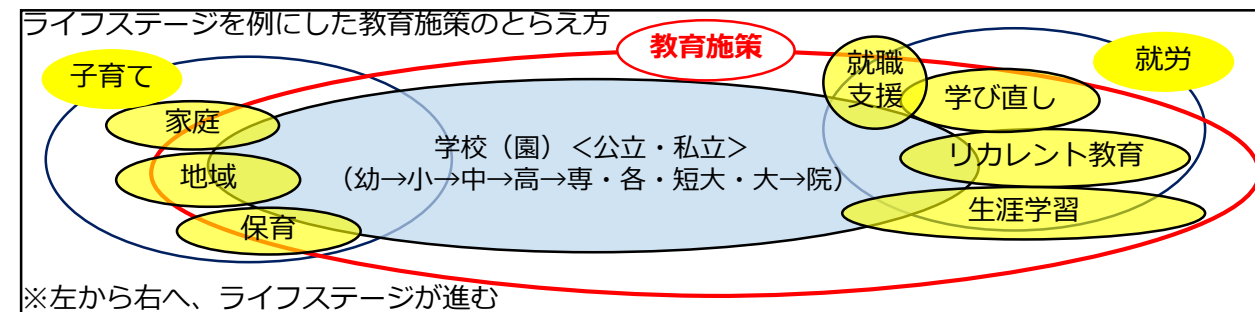 ライフステージを例にした教育施策のとらえ方
教育施策
子育て
家庭
地域
保育
学校（園）＜公立・私立＞
（幼→小→中→高→専・各・短大・大→院）
就職
支援
就労
学び直し
リカレント教育
生涯学習
※左から右へ、ライフステージが進む